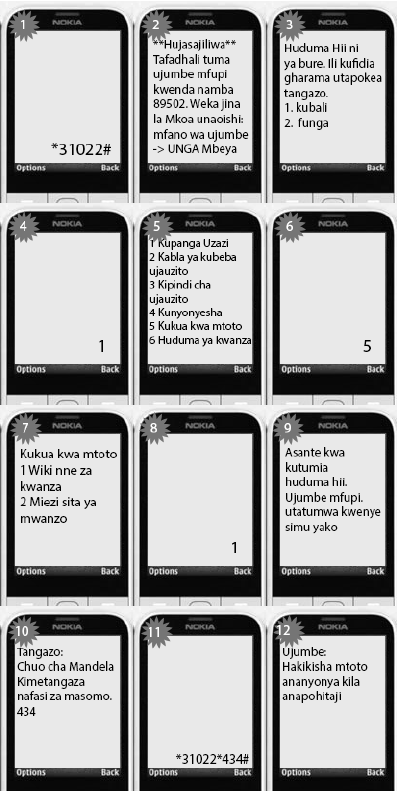 1
NOKIA
*31022#
Options Back
2
NOKIA
**Hujasajiliwa**
Tafadhali tuma
ujumbe mfupi
kwenda namba
89502. Weka jina
la Mkoa unaoishi:
mfano wa ujumbe
-> UNGA Mbeya
Options Back
3
NOKIA
Huduma Hii ni
ya bure. Ili kufidia
gharama utapokea
tangazo.
1. kubali
2. funga
Options Back
4
NOKIA
1
Options Back
5
NOKIA
1 Kupanga Uzazi
2 Kabla ya kubeba
ujauzito
3 Kipindi cha
ujauzito
4 Kunyonyesha
5 Kukua kwa mtoto
6 Huduma ya kwanza
Options Back
6
NOKIA
5
Options Back
7
NOKIA
Kukua kwa mtoto
1 Wiki nne za
kwanza
2 Miezi sita ya
mwanzo
Options Back
8
NOKIA
1
Options Back
9
NOKIA
Asante kwa
kutumia
huduma hii.
Ujumbe mfupi.
utatumwa kwenye
simu yako
Options Back
10
NOKIA
Tangazo:
Chuo cha Mandela
Kimetangaza
nafasi za masomo.
434
Options Back
11
NOKIA
*31022*434#
Options Back
12
NOKIA
Ujumbe:
Hakikisha mtoto
ananyonya kila
anapohitaji
Options Back